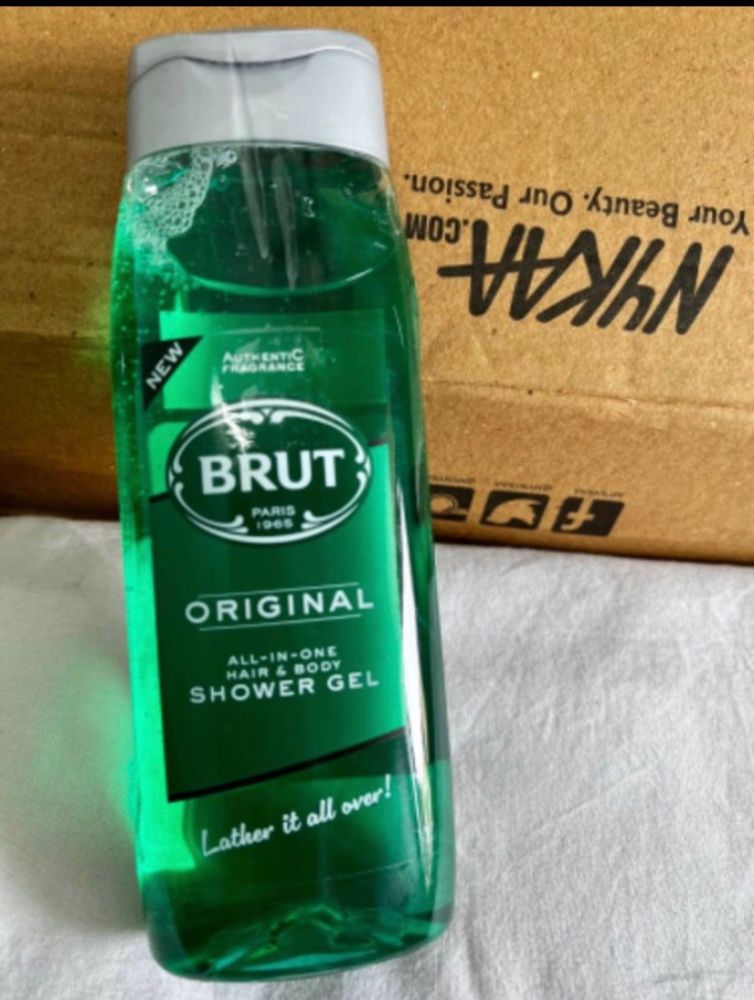 NEW
AUTHENTIC
FRAGRANCE
BRUT
PARIS
1965
ORIGINAL
ALL-IN-ONE
HAIR & BODY
SHOWER GEL
Lather it all over!
NYKAA.COM
Your Beauty. Our Passion.